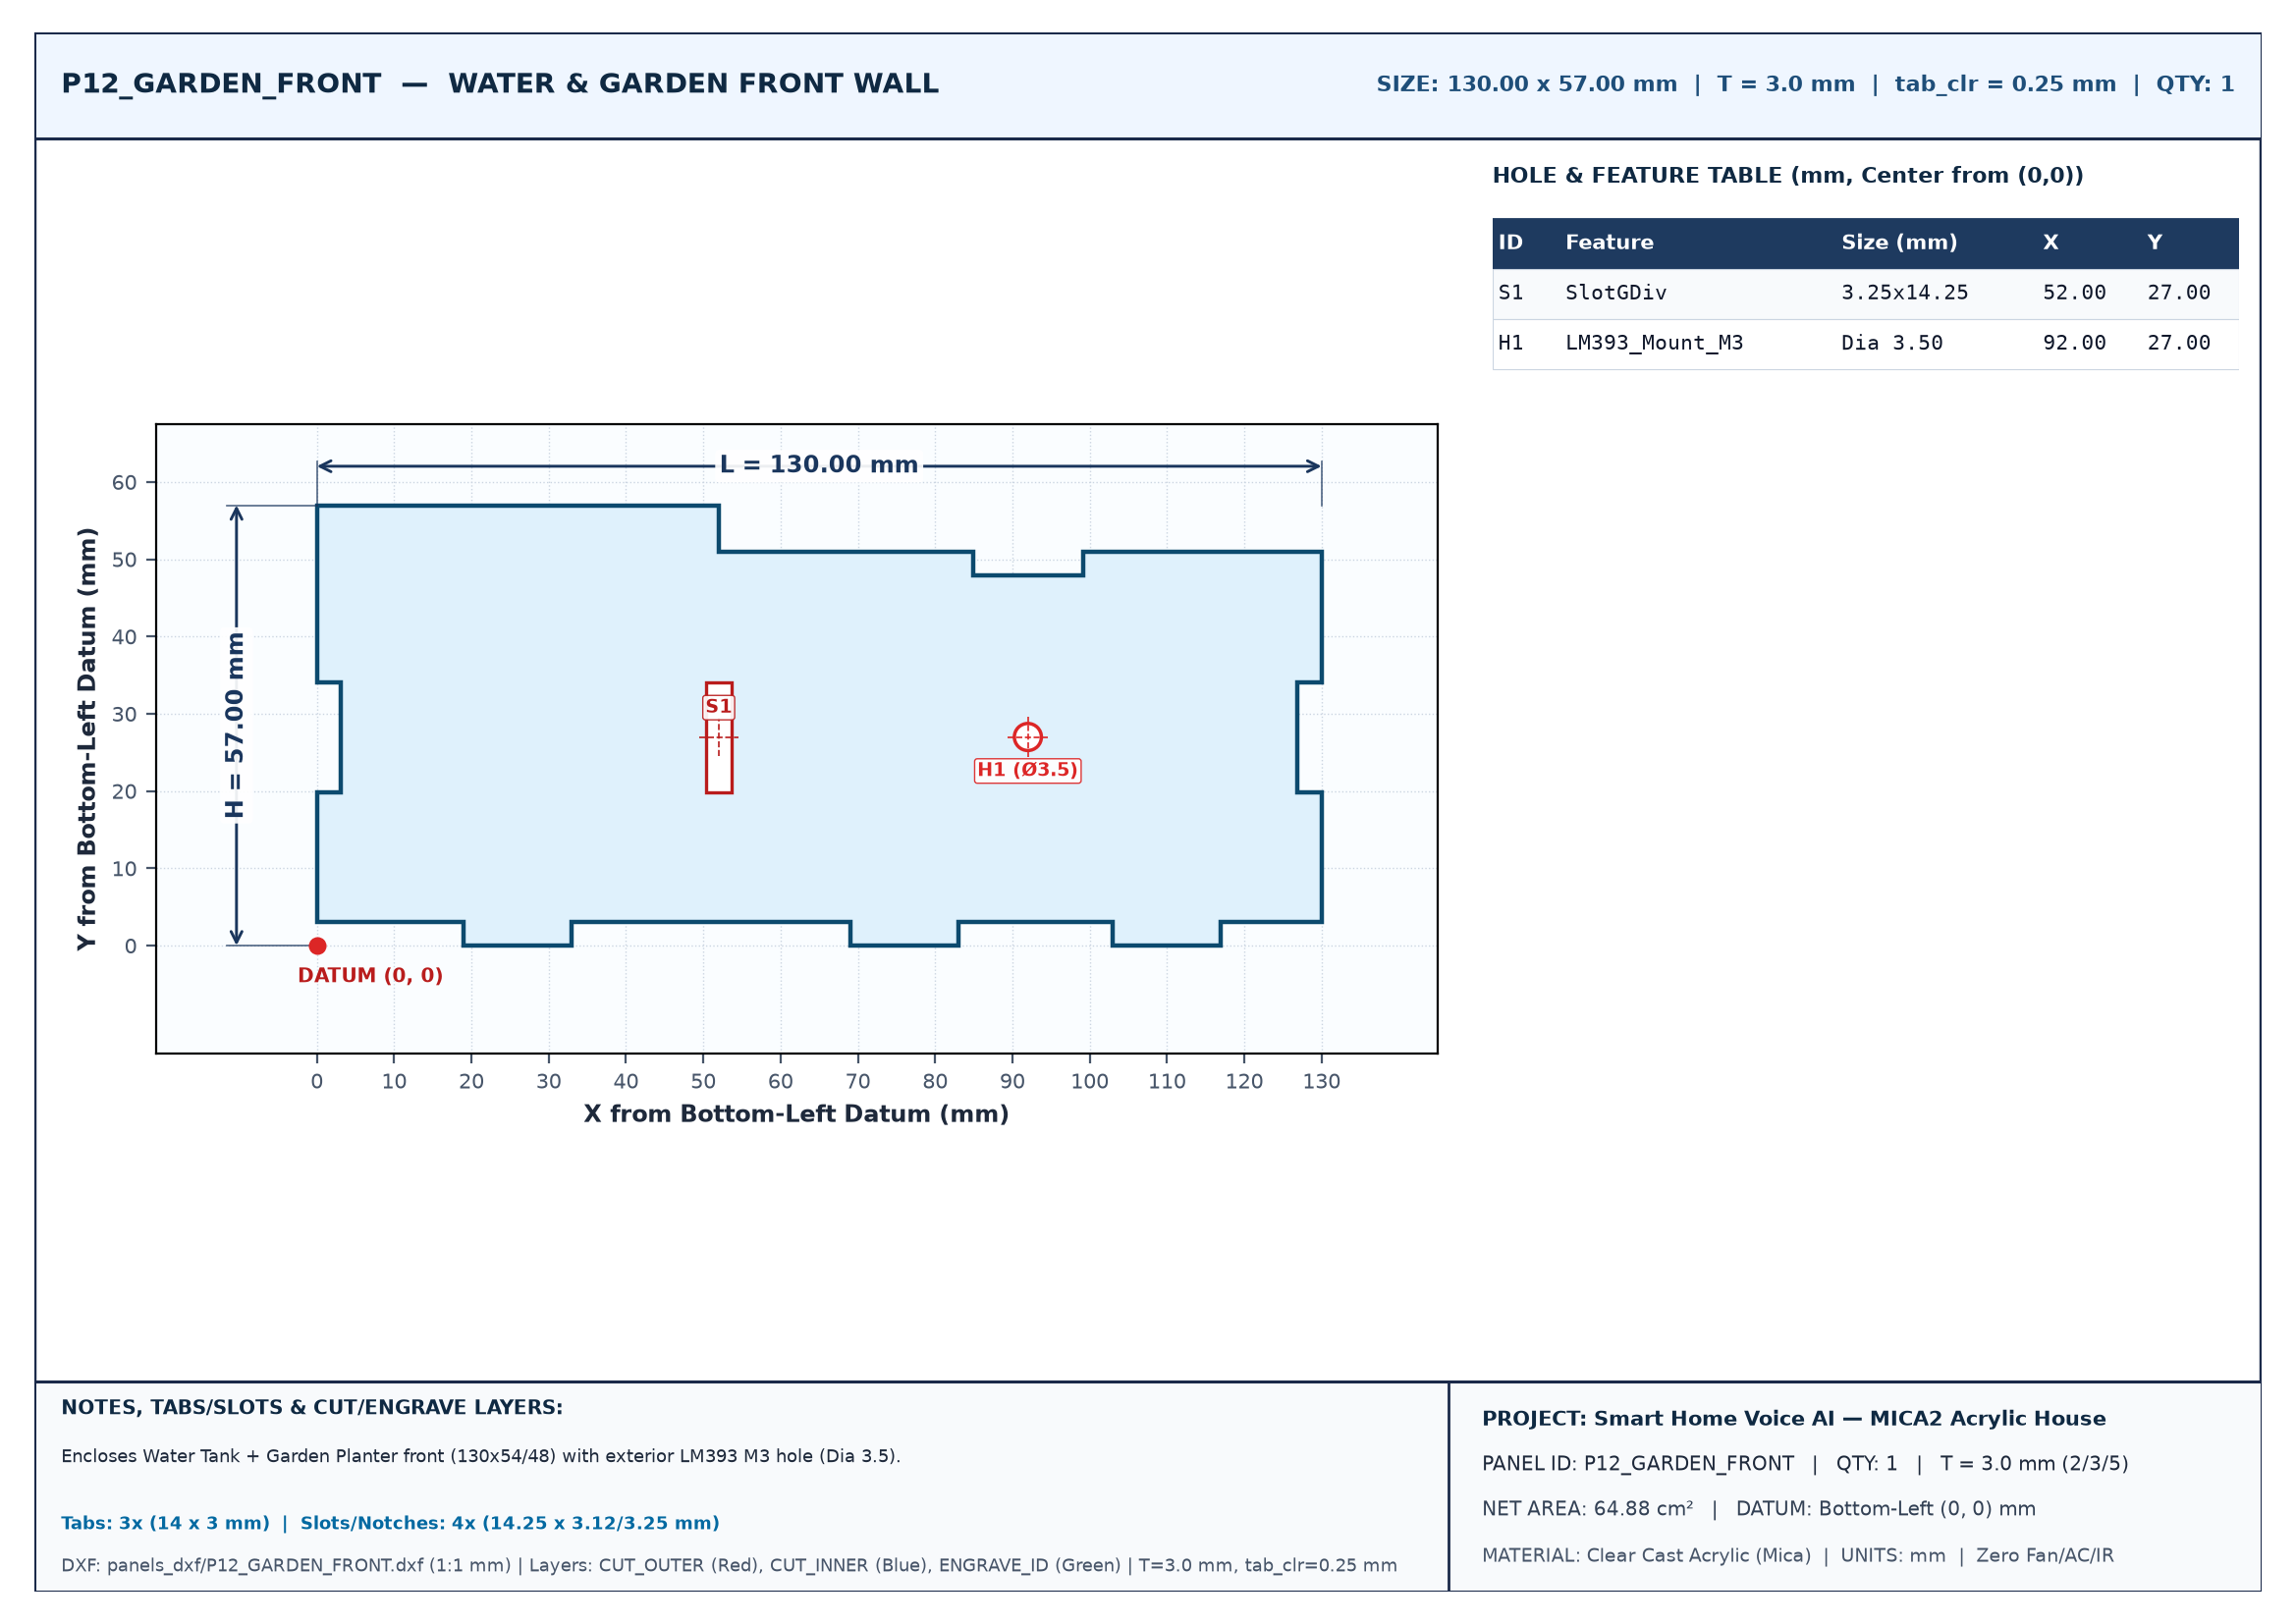 P12_GARDEN_FRONT — WATER & GARDEN FRONT WALL
SIZE: 130.00 x 57.00 mm | T = 3.0 mm | tab_clr = 0.25 mm | QTY: 1
HOLE & FEATURE TABLE (mm, Center from (0,0))
ID Feature Size (mm) X Y
S1 SlotGDiv 3.25x14.25 52.00 27.00
H1 LM393_Mount_M3 Dia 3.50 92.00 27.00
L = 130.00 mm
H = 57.00 mm
Y from Bottom-Left Datum (mm)
60
50
40
30
20
10
0
S1
H1 (Ø3.5)
DATUM (0, 0)
0 10 20 30 40 50 60 70 80 90 100 110 120 130
X from Bottom-Left Datum (mm)
NOTES, TABS/SLOTS & CUT/ENGRAVE LAYERS:
Encloses Water Tank + Garden Planter front (130x54/48) with exterior LM393 M3 hole (Dia 3.5).
Tabs: 3x (14 x 3 mm) | Slots/Notches: 4x (14.25 x 3.12/3.25 mm)
DXF: panels_dxf/P12_GARDEN_FRONT.dxf (1:1 mm) | Layers: CUT_OUTER (Red), CUT_INNER (Blue), ENGRAVE_ID (Green) | T=3.0 mm, tab_clr=0.25 mm
PROJECT: Smart Home Voice AI — MICA2 Acrylic House
PANEL ID: P12_GARDEN_FRONT | QTY: 1 | T = 3.0 mm (2/3/5)
NET AREA: 64.88 cm² | DATUM: Bottom-Left (0, 0) mm
MATERIAL: Clear Cast Acrylic (Mica) | UNITS: mm | Zero Fan/AC/IR